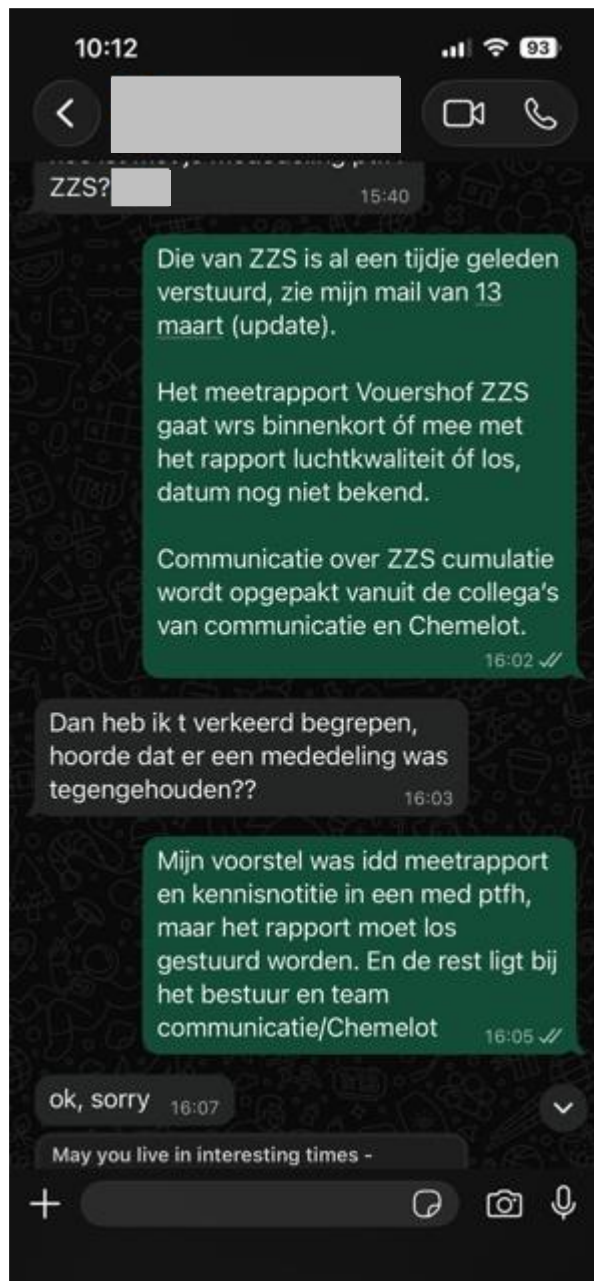 10:12
93
ZZS?
15:40
Die van ZZS is al een tijdje geleden
verstuurd, zie mijn mail van 13
maart (update).
Het meetrapport Vouershof ZZS
gaat wrs binnenkort óf mee met
het rapport luchtkwaliteit óf los,
datum nog niet bekend.
Communicatie over ZZS cumulatie
wordt opgepakt vanuit de collega's
van communicatie en Chemelot.
16:02
Dan heb ik t verkeerd begrepen,
hoorde dat er een mededeling was
tegengehouden??
16:03
Mijn voorstel was idd meetrapport
en kennisnotitie in een med ptfh,
maar het rapport moet los
gestuurd worden. En de rest ligt bij
het bestuur en team
communicatie/Chemelot
16:05
ok, sorry 16:07
May you live in interesting times -